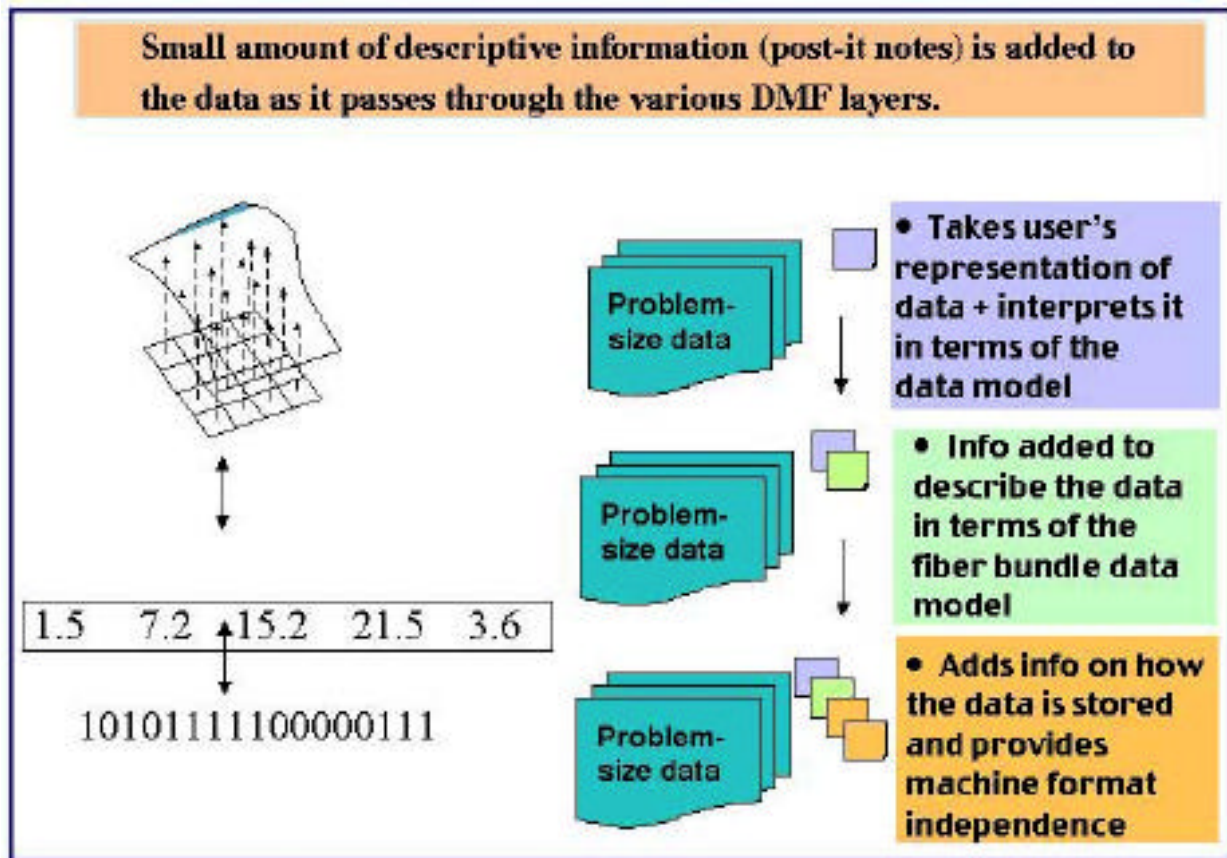 Small amount of descriptive information (post-it notes) is added to
the data as it passes through the various DMF layers.
Problem-
size data
• Takes user's
representation of
data + interprets it
in terms of the
data model
Problem-
size data
• Info added to
describe the data
in terms of the
fiber bundle data
model
1.5 7.2 15.2 21.5 3.6
10101111100000111
Problem-
size data
• Adds info on how
the data is stored
and provides
machine format
independence